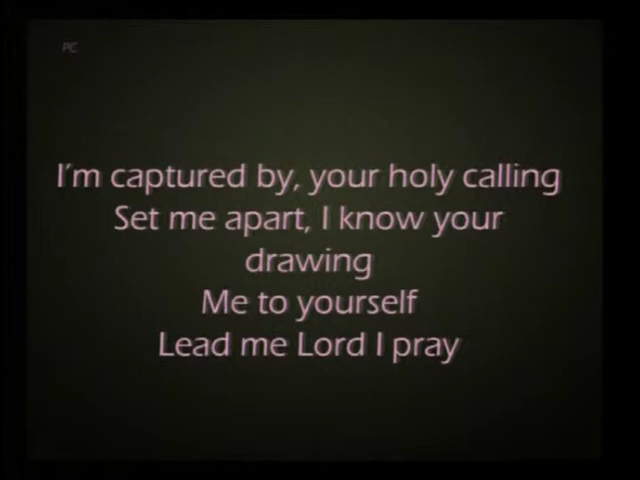 PC
I'm captured by, your holy calling
Set me apart, I know your
drawing
Me to yourself
Lead me Lord I pray